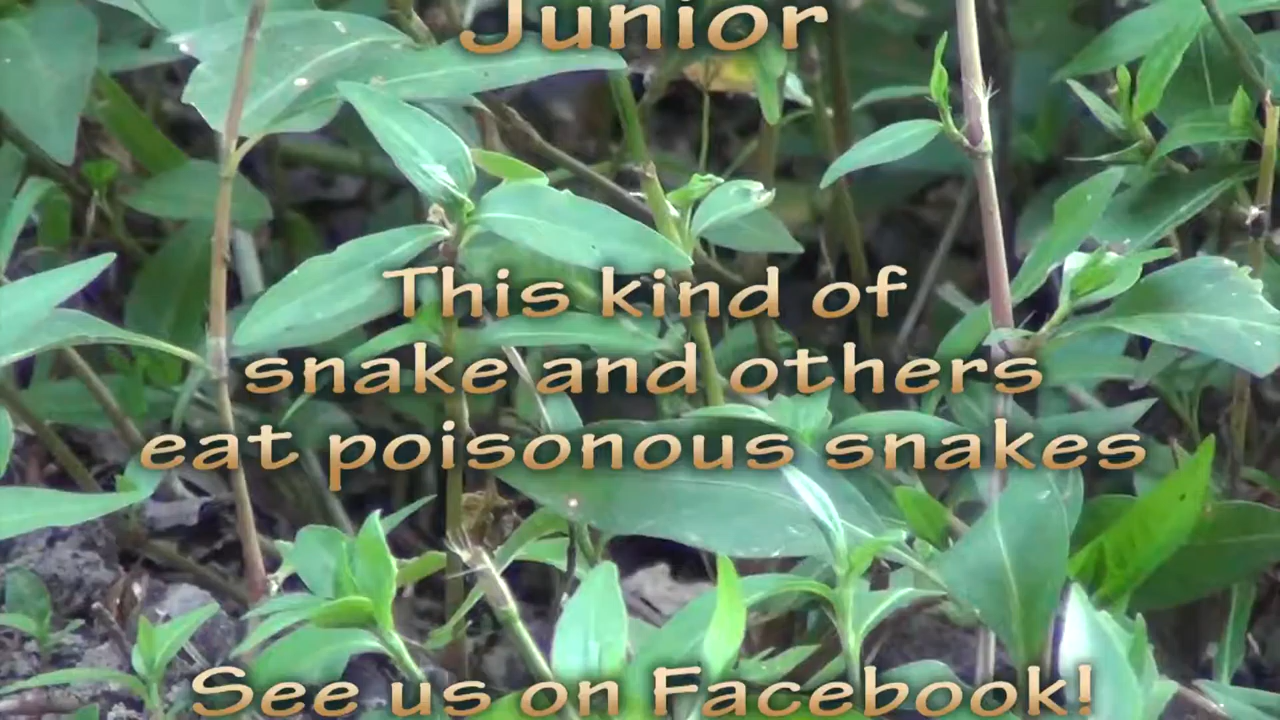 Junior
This kind of
snake and others
eat poisonous snakes
See us on Facebook!